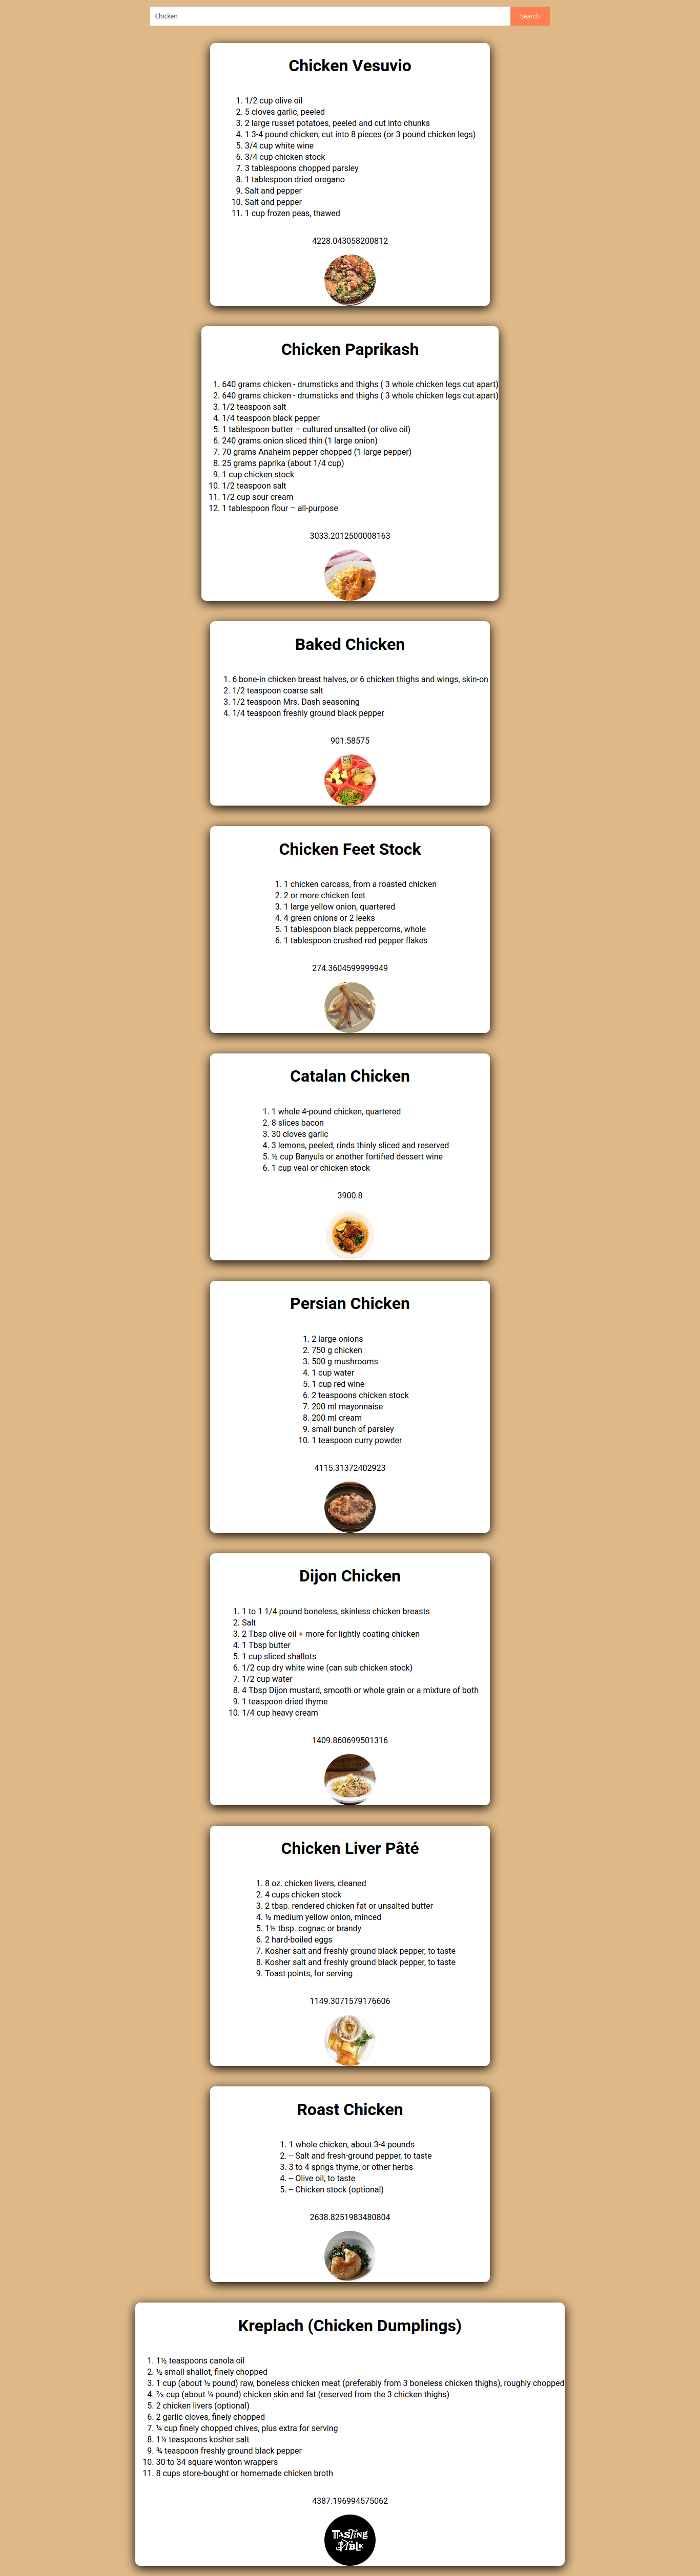 Chicken
Search
Chicken Vesuvio
1. 1/2 cup olive oil
2. 5 cloves garlic, peeled
3. 2 large russet potatoes, peeled and cut into chunks
4. 1 3-4 pound chicken, cut into 8 pieces (or 3 pound chicken legs)
5. 3/4 cup white wine
6. 3/4 cup chicken stock
7. 3 tablespoons chopped parsley
8. 1 tablespoon dried oregano
9. Salt and pepper
10. Salt and pepper
11. 1 cup frozen peas, thawed
4228.043058200812
Chicken Paprikash
1. 640 grams chicken - drumsticks and thighs ( 3 whole chicken legs cut apart)
2. 640 grams chicken - drumsticks and thighs ( 3 whole chicken legs cut apart)
3. 1/2 teaspoon salt
4. 1/4 teaspoon black pepper
5. 1 tablespoon butter – cultured unsalted (or olive oil)
6. 240 grams onion sliced thin (1 large onion)
7. 70 grams Anaheim pepper chopped (1 large pepper)
8. 25 grams paprika (about 1/4 cup)
9. 1 cup chicken stock
10. 1/2 teaspoon salt
11. 1/2 cup sour cream
12. 1 tablespoon flour – all-purpose
3033.2012500008163
Baked Chicken
1. 6 bone-in chicken breast halves, or 6 chicken thighs and wings, skin-on
2. 1/2 teaspoon coarse salt
3. 1/2 teaspoon Mrs. Dash seasoning
4. 1/4 teaspoon freshly ground black pepper
901.58575
Chicken Feet Stock
1. 1 chicken carcass, from a roasted chicken
2. 2 or more chicken feet
3. 1 large yellow onion, quartered
4. 4 green onions or 2 leeks
5. 1 tablespoon black peppercorns, whole
6. 1 tablespoon crushed red pepper flakes
274.3604599999949
Catalan Chicken
1. 1 whole 4-pound chicken, quartered
2. 8 slices bacon
3. 30 cloves garlic
4. 3 lemons, peeled, rinds thinly sliced and reserved
5. ½ cup Banyuls or another fortified dessert wine
6. 1 cup veal or chicken stock
3900.8
Persian Chicken
1. 2 large onions
2. 750 g chicken
3. 500 g mushrooms
4. 1 cup water
5. 1 cup red wine
6. 2 teaspoons chicken stock
7. 200 ml mayonnaise
8. 200 ml cream
9. small bunch of parsley
10. 1 teaspoon curry powder
4115.31372402923
Dijon Chicken
1. 1 to 1 1/4 pound boneless, skinless chicken breasts
2. Salt
3. 2 Tbsp olive oil + more for lightly coating chicken
4. 1 Tbsp butter
5. 1 cup sliced shallots
6. 1/2 cup dry white wine (can sub chicken stock)
7. 1/2 cup water
8. 4 Tbsp Dijon mustard, smooth or whole grain or a mixture of both
9. 1 teaspoon dried thyme
10. 1/4 cup heavy cream
1409.860699501316
Chicken Liver Pâté
1. 8 oz. chicken livers, cleaned
2. 4 cups chicken stock
3. 2 tbsp. rendered chicken fat or unsalted butter
4. ½ medium yellow onion, minced
5. 1½ tbsp. cognac or brandy
6. 2 hard-boiled eggs
7. Kosher salt and freshly ground black pepper, to taste
8. Kosher salt and freshly ground black pepper, to taste
9. Toast points, for serving
1149.3071579176606
Roast Chicken
1. 1 whole chicken, about 3-4 pounds
2. -- Salt and fresh-ground pepper, to taste
3. 3 to 4 sprigs thyme, or other herbs
4. -- Olive oil, to taste
5. -- Chicken stock (optional)
2638.8251983480804
Kreplach (Chicken Dumplings)
1. 1½ teaspoons canola oil
2. ½ small shallot, finely chopped
3. 1 cup (about ½ pound) raw, boneless chicken meat (preferably from 3 boneless chicken thighs), roughly chopped
4. ⅔ cup (about ¼ pound) chicken skin and fat (reserved from the 3 chicken thighs)
5. 2 chicken livers (optional)
6. 2 garlic cloves, finely chopped
7. ¼ cup finely chopped chives, plus extra for serving
8. 1¼ teaspoons kosher salt
9. ¾ teaspoon freshly ground black pepper
10. 30 to 34 square wonton wrappers
11. 8 cups store-bought or homemade chicken broth
4387.196994575062
TASTING
TABLE